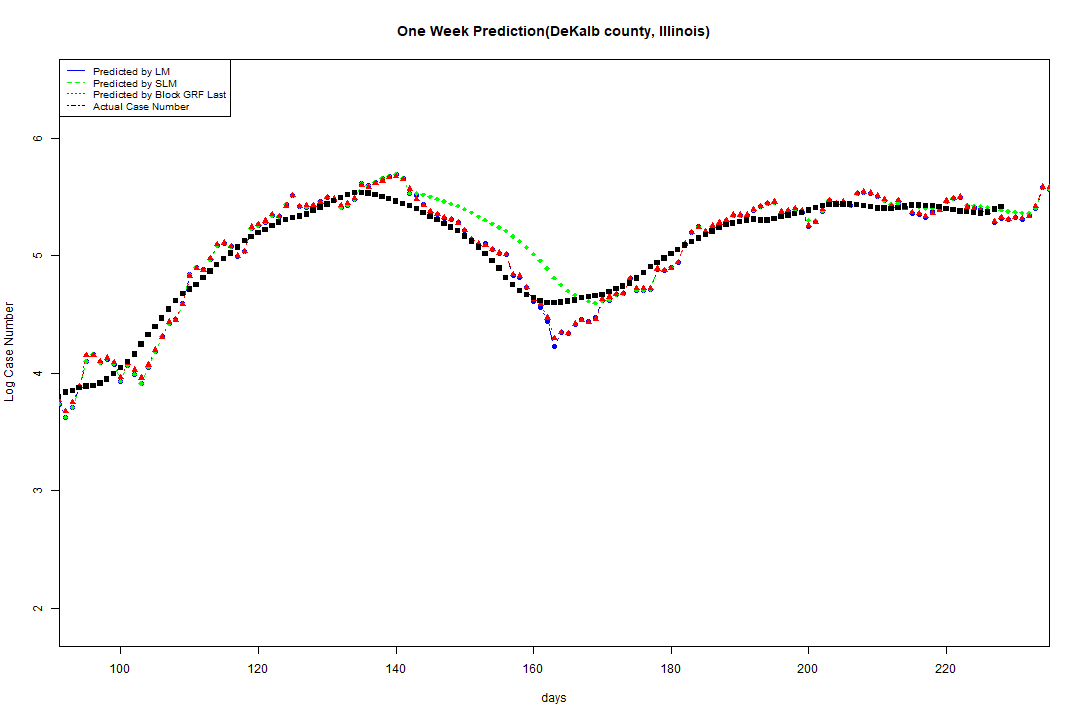 One Week Prediction(DeKalb county, Illinois)
Predicted by LM
Predicted by SLM
Predicted by Block GRF Last
Actual Case Number
Log Case Number
6
5
4
3
2
100 120 140 160 180 200 220
days